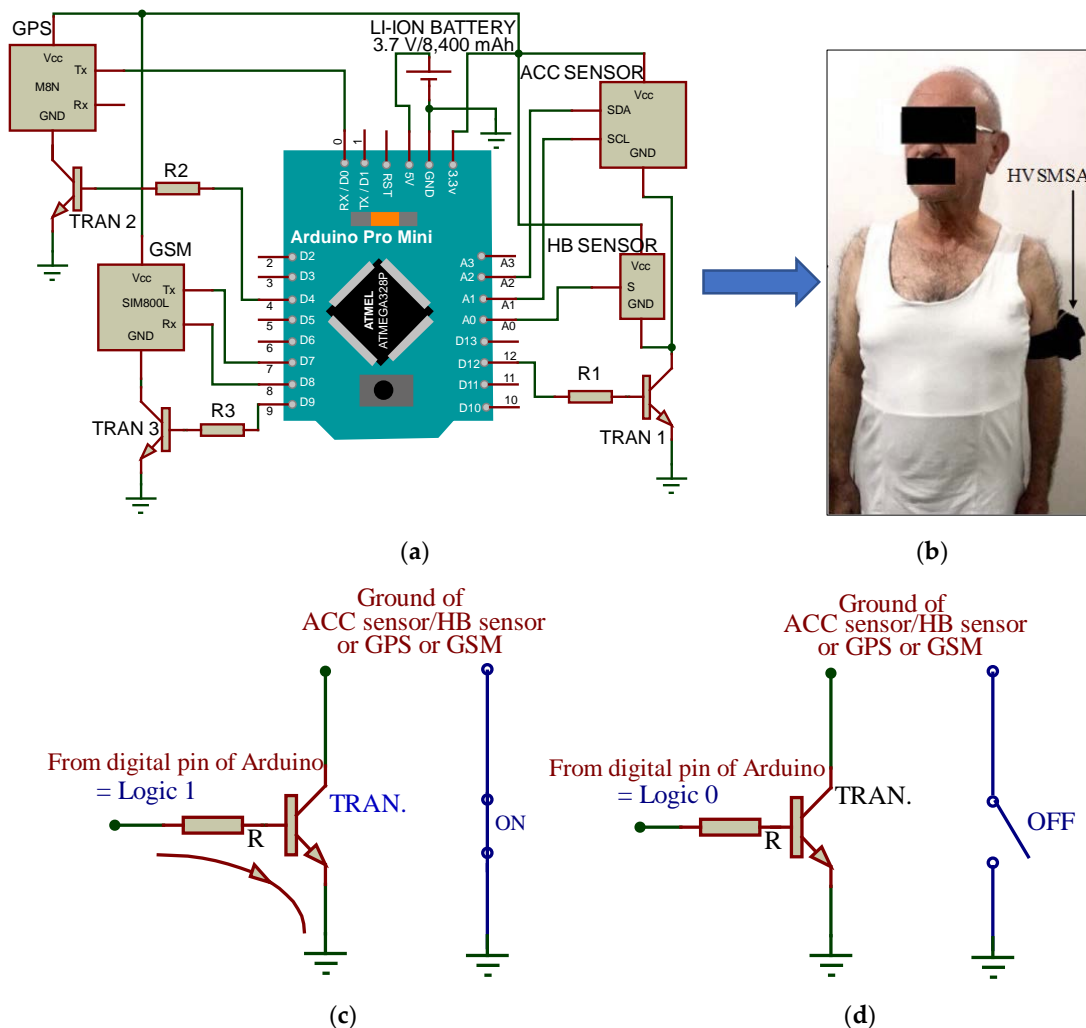 GPS
Vcc
Tx
M8N
Rx
GND
TRAN 2
R2
LI-ION BATTERY
3.7 V/8,400 mAh
ACC SENSOR
Vcc
SDA
SCL
GND
0
1
RX / D0
TX / D1
RST
5V
GND
3.3v
Arduino Pro Mini
ATMEL
ATMEGA328P
D2
D3
D4
D5
D6
D7
D8
D9
2
3
4
5
6
7
8
9
A3
A2
A1
A0
D13
D12
D11
D10
A3
A2
A1
A0
12
11
10
GSM
Vcc
Tx
SIM800L
Rx
GND
TRAN 3
R3
HB SENSOR
Vcc
S
GND
R1
TRAN 1
HVSMSA
(a)
(b)
Ground of
ACC sensor/HB sensor
or GPS or GSM
From digital pin of Arduino
= Logic 1
TRAN.
R
ON
Ground of
ACC sensor/HB sensor
or GPS or GSM
From digital pin of Arduino
= Logic 0
TRAN.
R
OFF
(c)
(d)